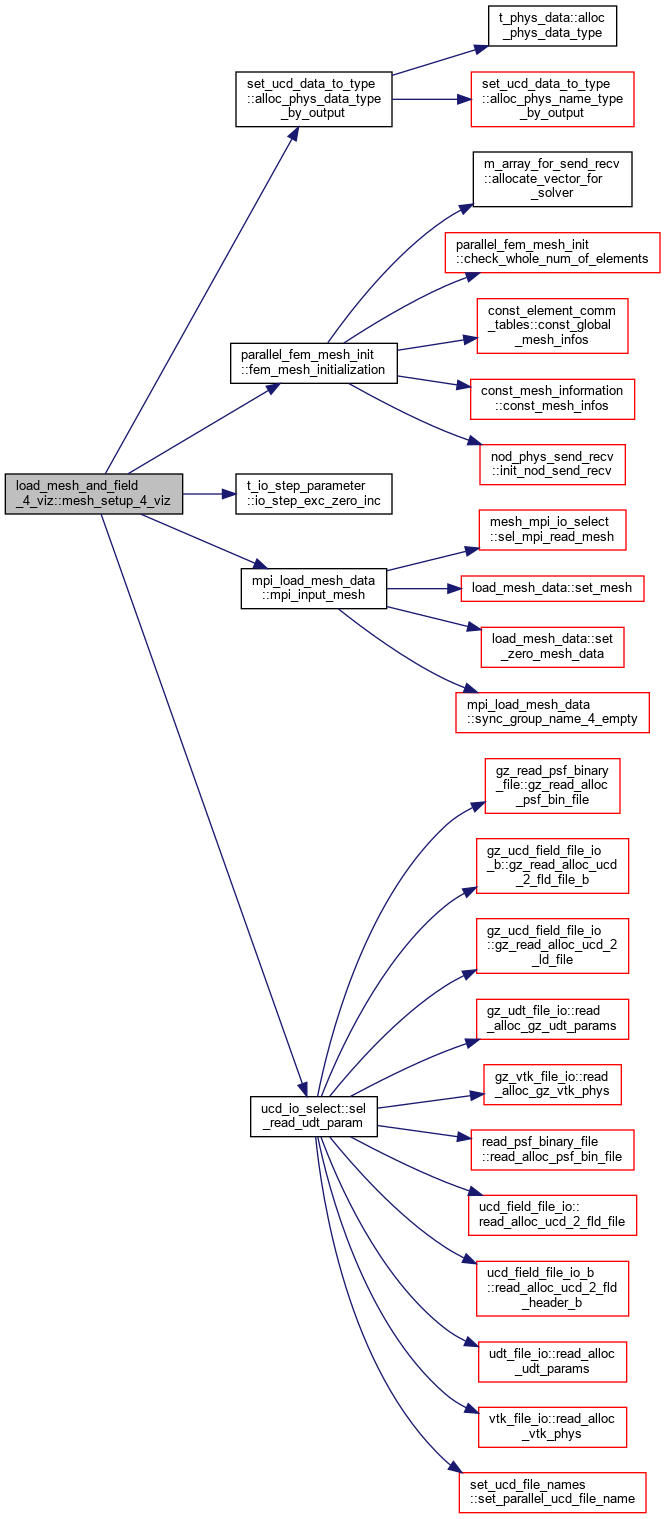 t_phys_data::alloc
_phys_data_type
set_ucd_data_to_type
::alloc_phys_data_type
_by_output
set_ucd_data_to_type
::alloc_phys_name_type
_by_output
m_array_for_send_recv
::allocate_vector_for
_solver
parallel_fem_mesh_init
::check_whole_num_of_elements
const_element_comm
_tables::const_global
_mesh_infos
parallel_fem_mesh_init
::fem_mesh_initialization
const_mesh_information
::const_mesh_infos
nod_phys_send_recv
::init_nod_send_recv
load_mesh_and_field
_4_viz::mesh_setup_4_viz
t_io_step_parameter
::io_step_exc_zero_inc
mesh_mpi_io_select
::sel_mpi_read_mesh
mpi_load_mesh_data
::mpi_input_mesh
load_mesh_data::set_mesh
load_mesh_data::set
_zero_mesh_data
mpi_load_mesh_data
::sync_group_name_4_empty
gz_read_psf_binary
_file::gz_read_alloc
_psf_bin_file
gz_ucd_field_file_io
_b::gz_read_alloc_ucd
_2_fld_file_b
gz_ucd_field_file_io
::gz_read_alloc_ucd_2
_ld_file
gz_udt_file_io::read
_alloc_gz_udt_params
gz_vtk_file_io::read
_alloc_gz_vtk_phys
ucd_io_select::sel
_read_udt_param
read_psf_binary_file
::read_alloc_psf_bin_file
ucd_field_file_io::
read_alloc_ucd_2_fld_file
ucd_field_file_io_b
::read_alloc_ucd_2_fld
_header_b
udt_file_io::read_alloc
_udt_params
vtk_file_io::read_alloc
_vtk_phys
set_ucd_file_names
::set_parallel_ucd_file_name